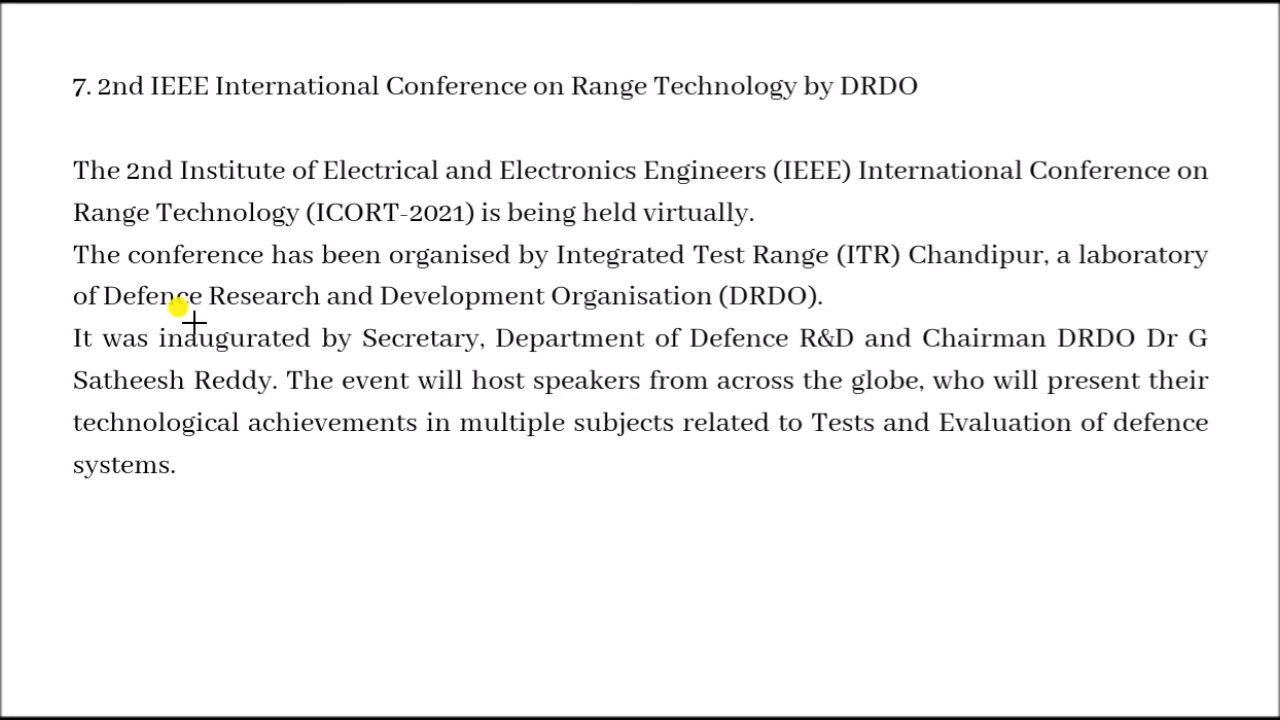 7. 2nd IEEE International Conference on Range Technology by DRDO
The 2nd Institute of Electrical and Electronics Engineers (IEEE) International Conference on
Range Technology (ICORT-2021) is being held virtually.
The conference has been organised by Integrated Test Range (ITR) Chandipur, a laboratory
of Defence Research and Development Organisation (DRDO).
It was inaugurated by Secretary, Department of Defence R&D and Chairman DRDO Dr G
Satheesh Reddy. The event will host speakers from across the globe, who will present their
technological achievements in multiple subjects related to Tests and Evaluation of defence
systems.